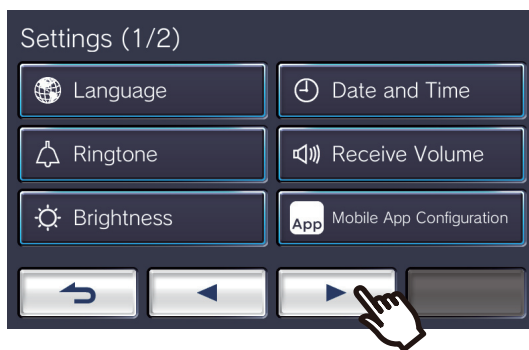 Settings (1/2)
Language
Date and Time
Ringtone
Receive Volume
Brightness
App Mobile App Configuration